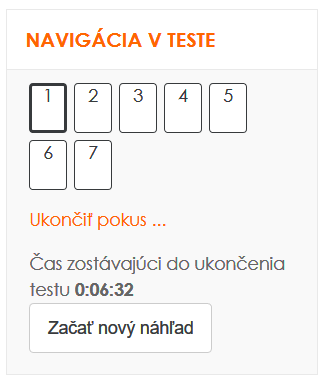 NAVIGÁCIA V TESTE
1 2 3 4 5
6 7
Ukončiť pokus ...
Čas zostávajúci do ukončenia
testu 0:06:32
Začať nový náhľad